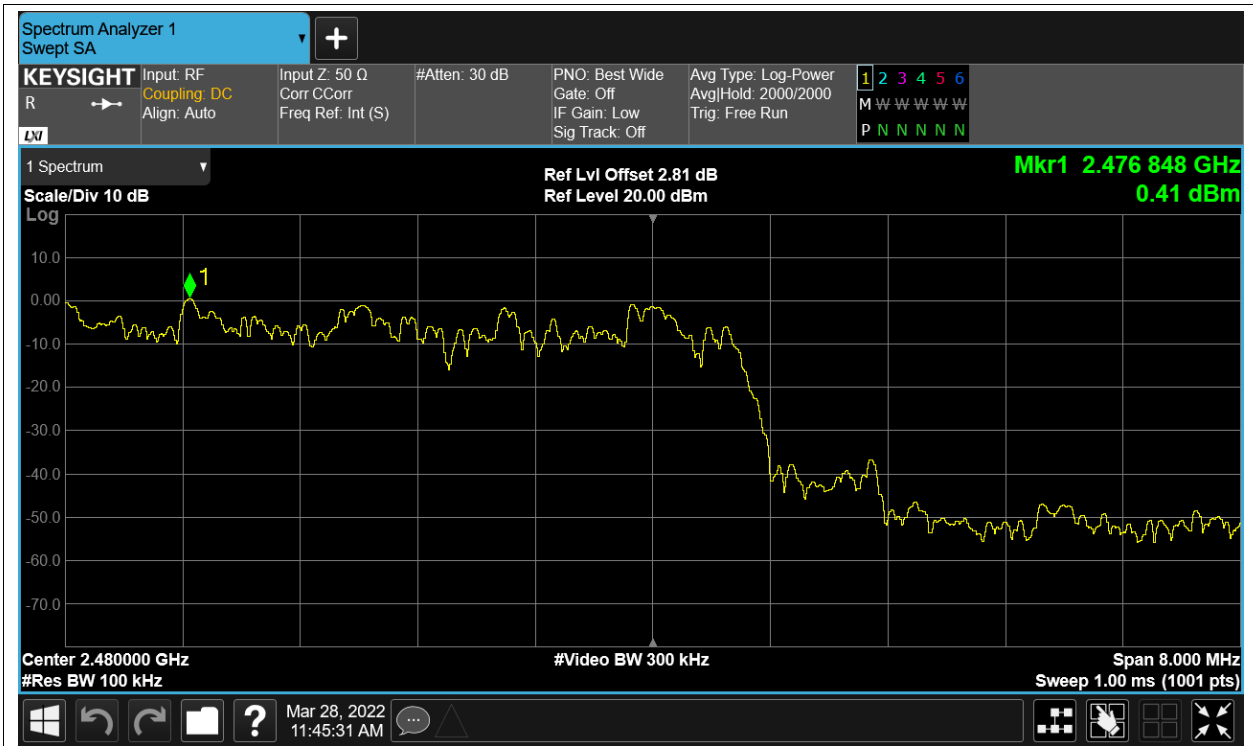 Spectrum Analyzer 1
Swept SA
KEYSIGHT
R
LXI
Input: RF
Coupling: DC
Align: Auto
Input Z: 50 Ω
Corr CCorr
Freq Ref: Int (S)
#Atten: 30 dB
PNO: Best Wide
Gate: Off
IF Gain: Low
Sig Track: Off
Avg Type: Log-Power
Avg|Hold: 2000/2000
Trig: Free Run
1 2 3 4 5 6
M W W W W W
P N N N N N
1 Spectrum
Scale/Div 10 dB
Log
Ref Lvl Offset 2.81 dB
Ref Level 20.00 dBm
Mkr1 2.476 848 GHz
0.41 dBm
1
10.0
0.00
-10.0
-20.0
-30.0
-40.0
-50.0
-60.0
-70.0
Center 2.480000 GHz
#Res BW 100 kHz
#Video BW 300 kHz
Span 8.000 MHz
Sweep 1.00 ms (1001 pts)
?
Mar 28, 2022
11:45:31 AM